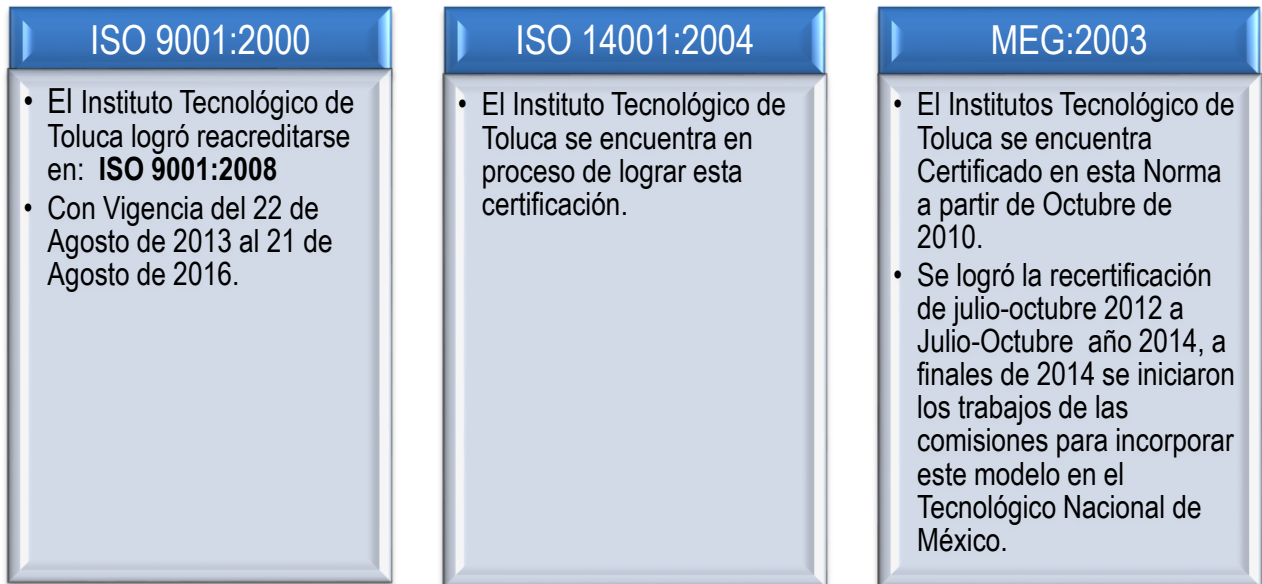 ISO 9001:2000
• El Instituto Tecnológico de
Toluca logró reacreditarse
en: ISO 9001:2008
• Con Vigencia del 22 de
Agosto de 2013 al 21 de
Agosto de 2016.
ISO 14001:2004
• El Instituto Tecnológico de
Toluca se encuentra en
proceso de lograr esta
certificación.
MEG:2003
• El Institutos Tecnológico de
Toluca se encuentra
Certificado en esta Norma
a partir de Octubre de
2010.
• Se logró la recertificación
de julio-octubre 2012 a
Julio-Octubre año 2014, a
finales de 2014 se iniciaron
los trabajos de las
comisiones para incorporar
este modelo en el
Tecnológico Nacional de
México.